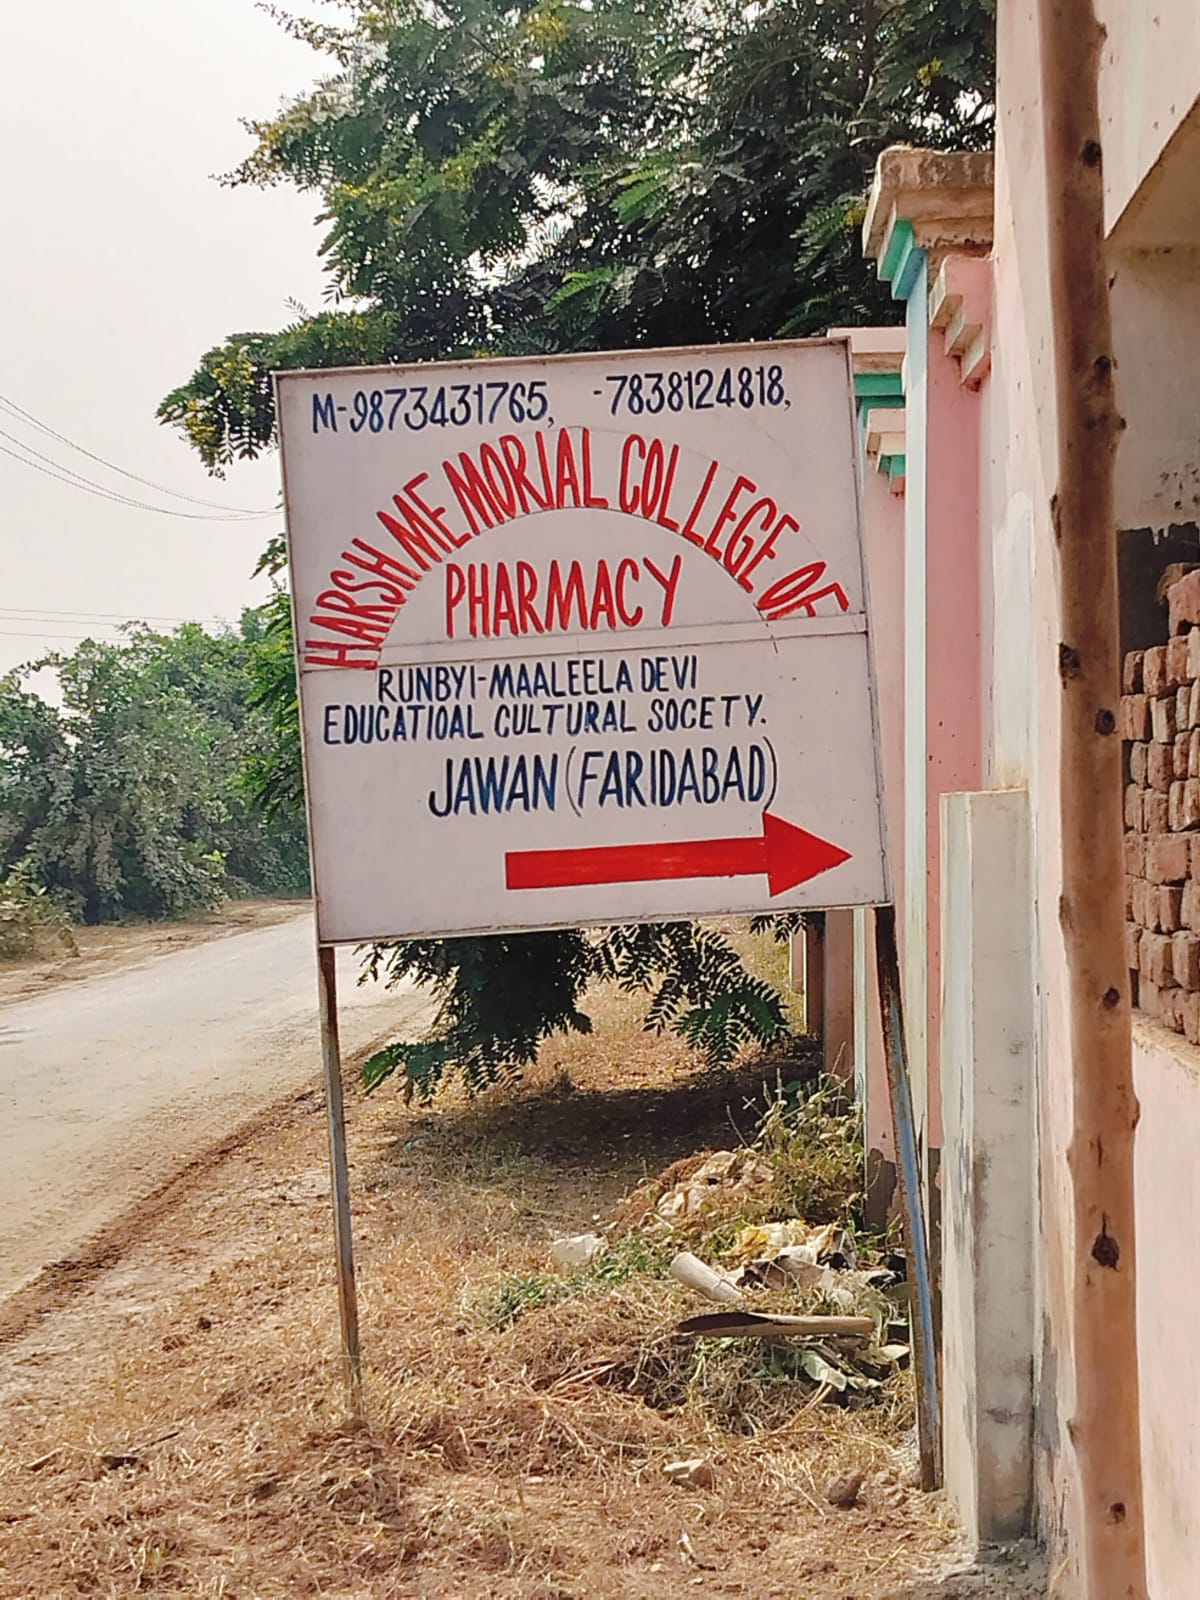 M-9873431765, -7838124818,
HARSH MEMORIAL COLLEGE OF
PHARMACY
RUNBYI-MAALEELA DEVI
EDUCATIOAL CULTURAL SOCETY.
JAWAN (FARIDABAD)